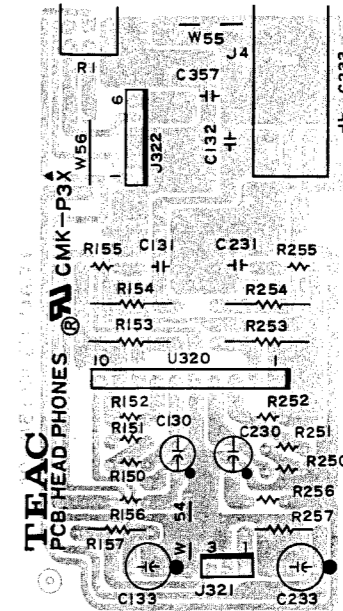 W55
J4
R1
C357
C232
6
W56
J322
C132
1
TEAC
PCB, HEAD PHONES ® CMK-P3X
R155 C131 C231 R255
R154 R254
R153 R253
10 U320 1
R152 R252
R151 C130 C230 R251
R150 R250
R256
R156 54 R257
R157 W 3 1
C133 J321 C233